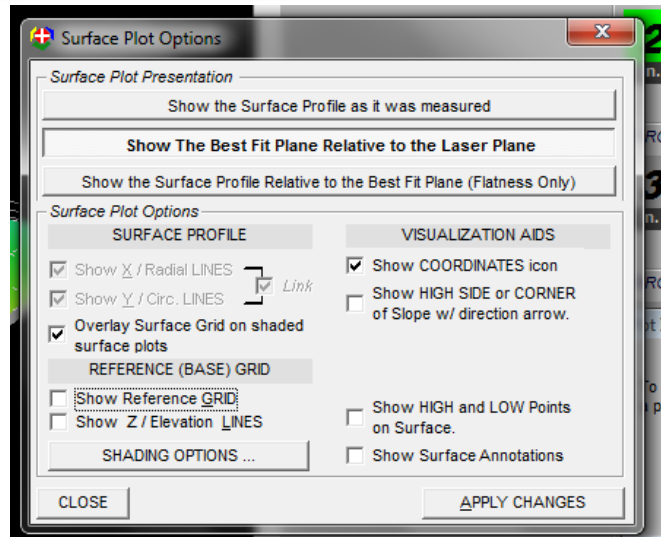 Surface Plot Options
Surface Plot Presentation
Show the Surface Profile as it was measured
Show The Best Fit Plane Relative to the Laser Plane
Show the Surface Profile Relative to the Best Fit Plane (Flatness Only)
Surface Plot Options
SURFACE PROFILE
Show X / Radial LINES
Link
Show Y / Circ. LINES
Overlay Surface Grid on shaded
surface plots
REFERENCE (BASE) GRID
Show Reference GRID
Show Z / Elevation LINES
SHADING OPTIONS ...
VISUALIZATION AIDS
Show COORDINATES icon
Show HIGH SIDE or CORNER
of Slope w/ direction arrow.
Show HIGH and LOW Points
on Surface.
Show Surface Annotations
CLOSE
APPLY CHANGES